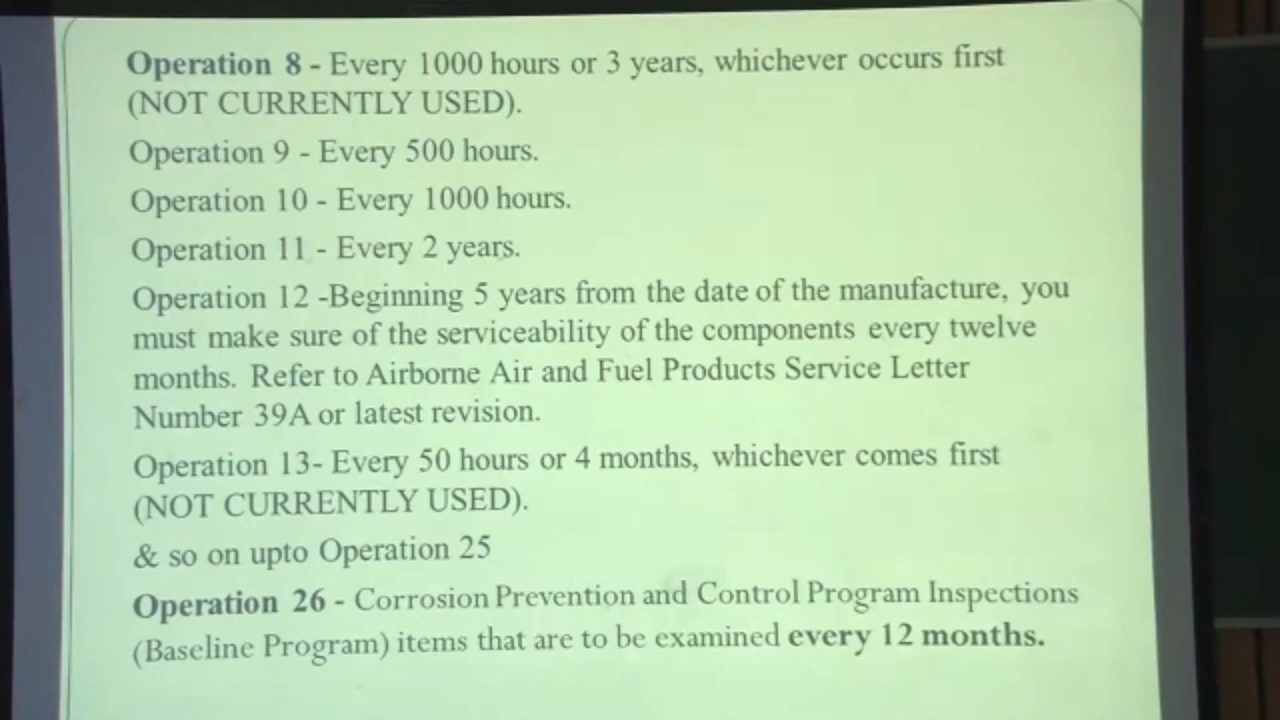 Operation 8 - Every 1000 hours or 3 years, whichever occurs first
(NOT CURRENTLY USED).
Operation 9 - Every 500 hours.
Operation 10 - Every 1000 hours.
Operation 11 - Every 2 years.
Operation 12 -Beginning 5 years from the date of the manufacture, you
must make sure of the serviceability of the components every twelve
months. Refer to Airborne Air and Fuel Products Service Letter
Number 39A or latest revision.
Operation 13- Every 50 hours or 4 months, whichever comes first
(NOT CURRENTLY USED).
& so on upto Operation 25
Operation 26 - Corrosion Prevention and Control Program Inspections
(Baseline Program) items that are to be examined every 12 months.